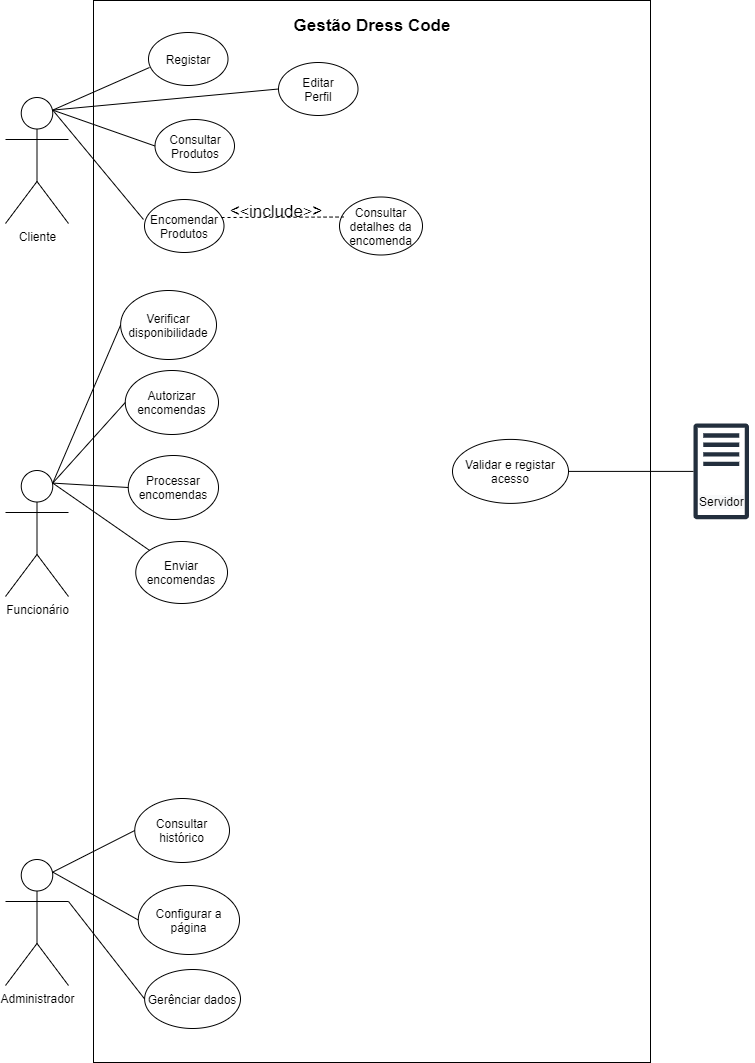 Gestão Dress Code
Registar
Editar
Perfil
Consultar
Produtos
Encomendar
Produtos
<<include>>
Consultar
detalhes da
encomenda
Cliente
Verificar
disponibilidade
Autorizar
encomendas
Processar
encomendas
Enviar
encomendas
Funcionário
Validar e registar
acesso
Servidor
Consultar
histórico
Configurar a
página
Gerênciar dados
Administrador